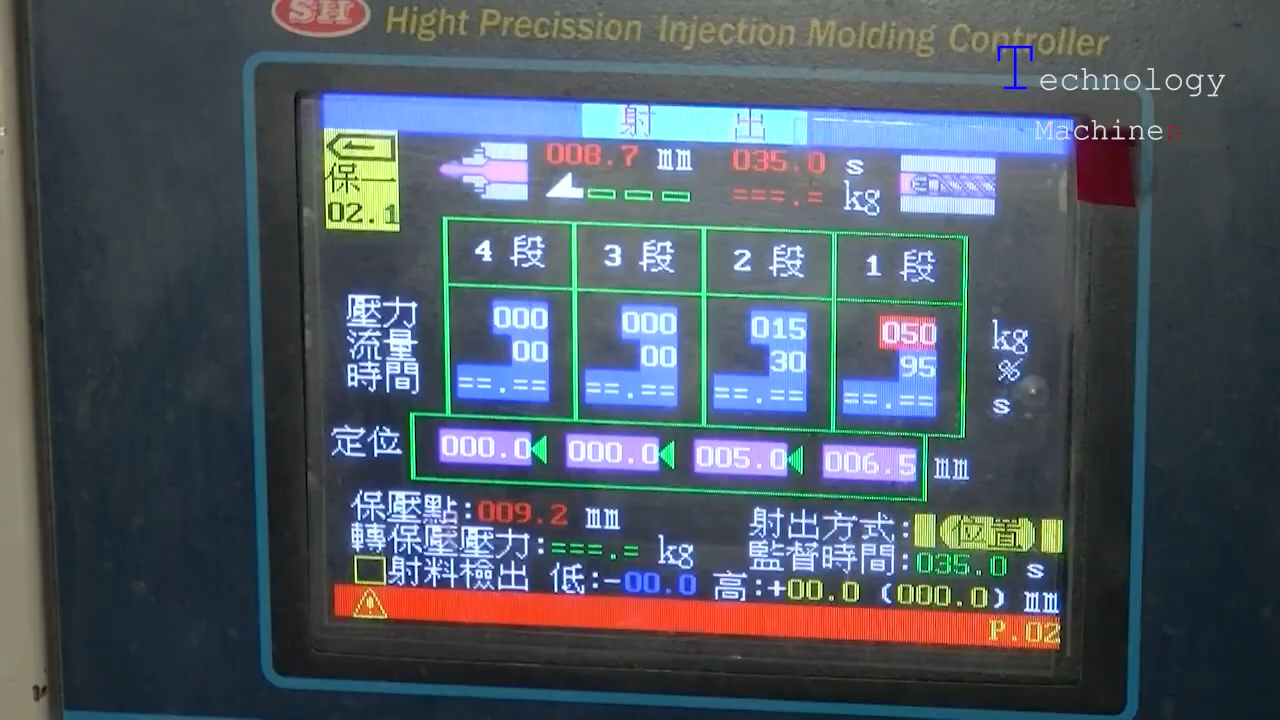 SH Hight Precission Injection Molding Controller
Technology
Machines
射 出
保一
02.1
008.7 mm 035.0 s
===.= kg
4 段 3 段 2 段 1 段
壓力 000 000 015 050 kg
流量 00 00 30 95 %
時間 ==.== ==.== ==.== ==.== s
定位 000.0 000.0 005.0 006.5 mm
保壓點:009.2 mm 射出方式:
轉保壓壓力:===.= kg 監督時間:035.0 s
射料檢出 低:-00.0 高:+00.0 (000.0) mm
P.02